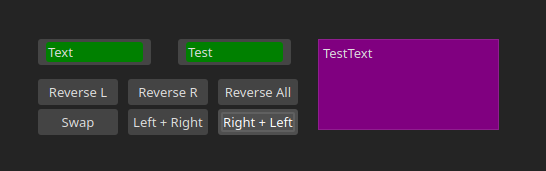 Text
Test
TestText
Reverse L
Reverse R
Reverse All
Swap
Left + Right
Right + Left